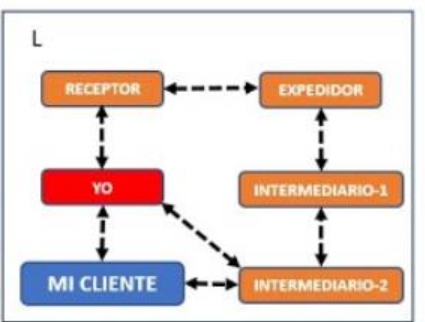 L
RECEPTOR
EXPEDIDOR
YO
INTERMEDIARIO-1
MI CLIENTE
INTERMEDIARIO-2